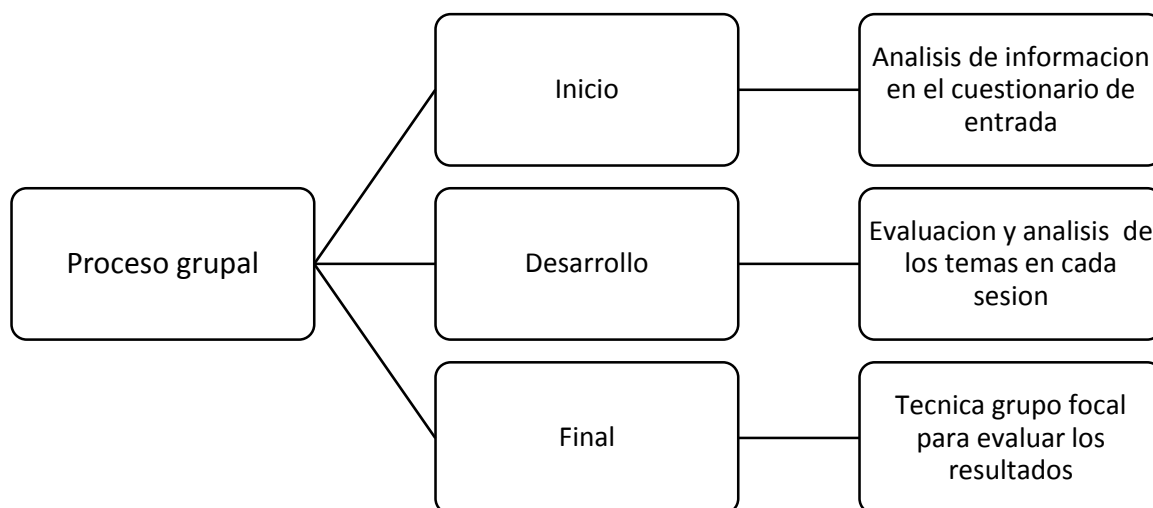 Proceso grupal
Inicio
Analisis de informacion
en el cuestionario de
entrada
Desarrollo
Evaluacion y analisis  de
los temas en cada
sesion
Final
Tecnica grupo focal
para evaluar los
resultados